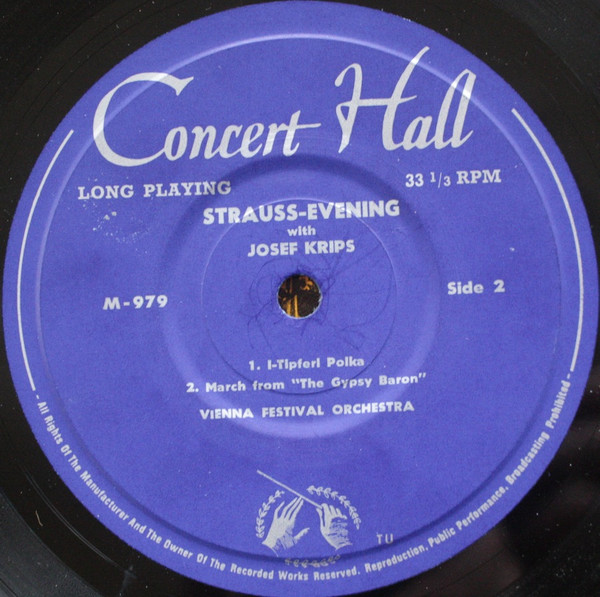 Concert Hall
LONG PLAYING
33 1/3 RPM
STRAUSS-EVENING
with
JOSEF KRIPS
M-979
Side 2
1. I-Tipferl Polka
2. March from "The Gypsy Baron"
VIENNA FESTIVAL ORCHESTRA
TU
- All Rights Of The Manufacturer And The Owner Of The Recorded Works Reserved. Reproduction, Public Performance, Broadcasting Prohibited -